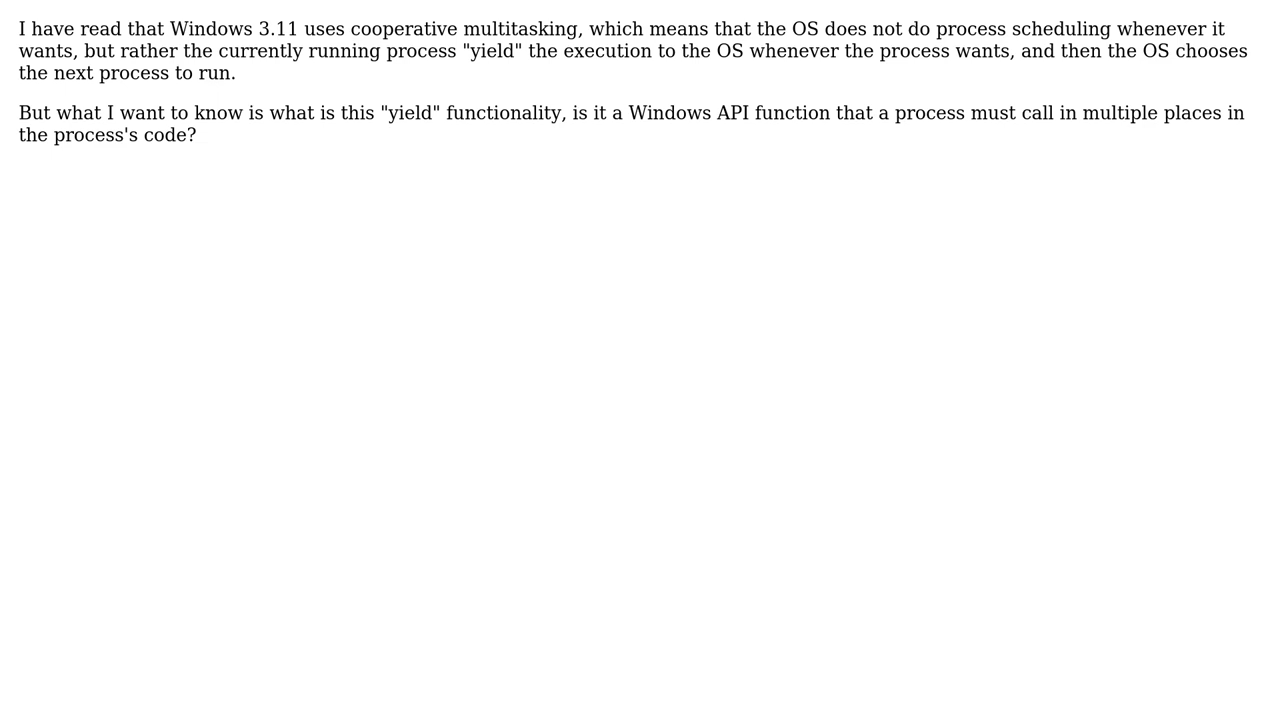 I have read that Windows 3.11 uses cooperative multitasking, which means that the OS does not do process scheduling whenever it
wants, but rather the currently running process "yield" the execution to the OS whenever the process wants, and then the OS chooses
the next process to run.
But what I want to know is what is this "yield" functionality, is it a Windows API function that a process must call in multiple places in
the process's code?